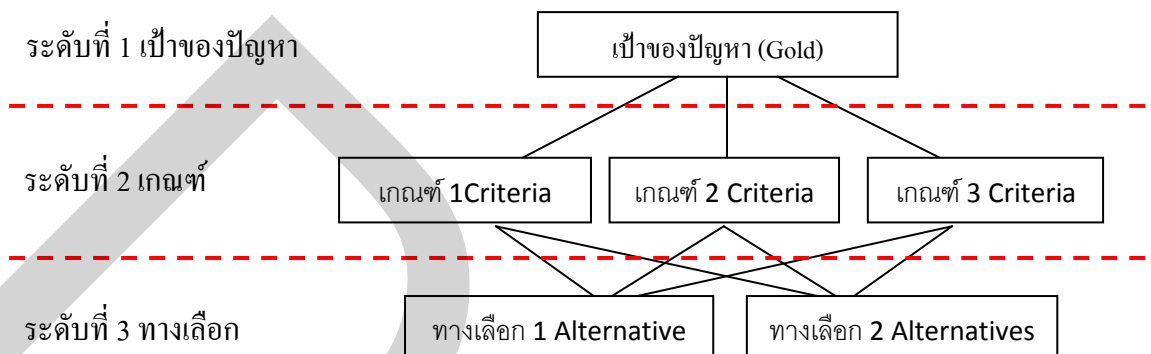 ระดับที่ 1 เป้าของปัญหา
เป้าของปัญหา (Gold)
ระดับที่ 2 เกณฑ์
เกณฑ์ 1Criteria
เกณฑ์ 2 Criteria
เกณฑ์ 3 Criteria
ระดับที่ 3 ทางเลือก
ทางเลือก 1 Alternative
ทางเลือก 2 Alternatives